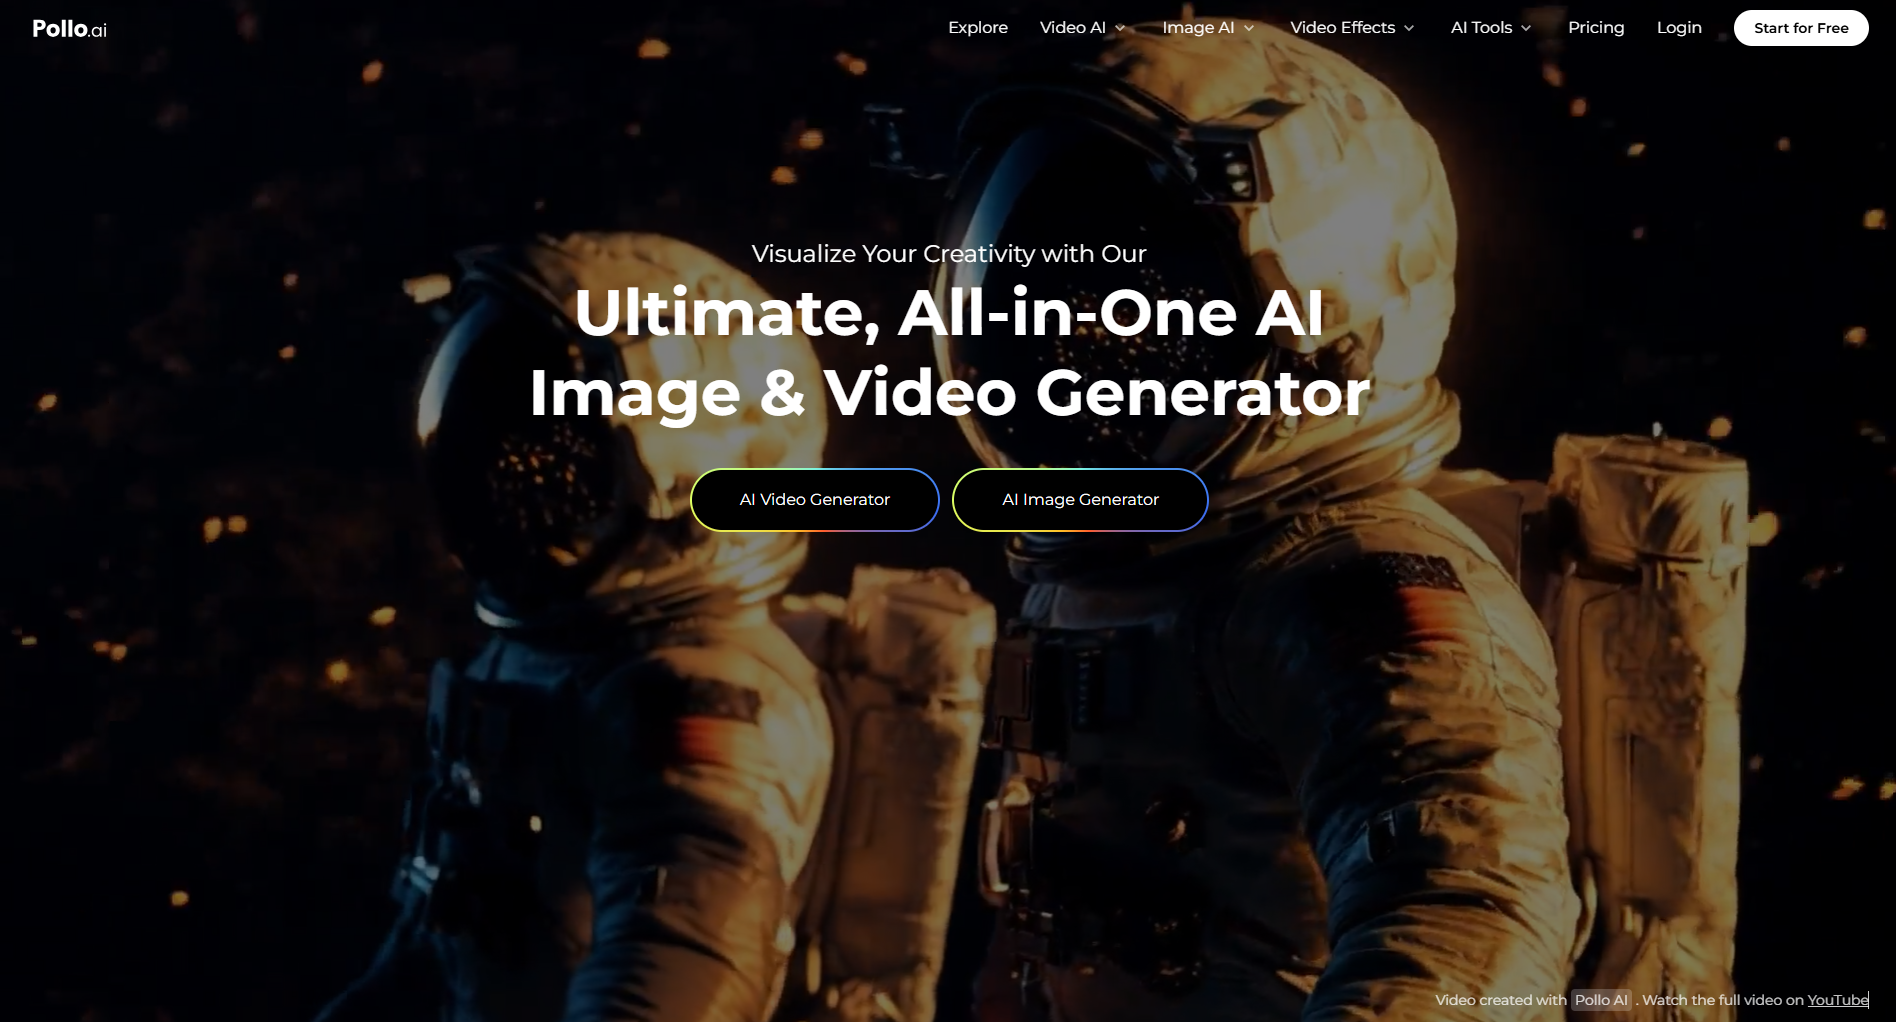 Pollo.ai
Explore Video AI Image AI Video Effects AI Tools Pricing Login Start for Free
Visualize Your Creativity with Our
Ultimate, All-in-One AI
Image & Video Generator
AI Video Generator AI Image Generator
Video created with Pollo AI . Watch the full video on YouTube